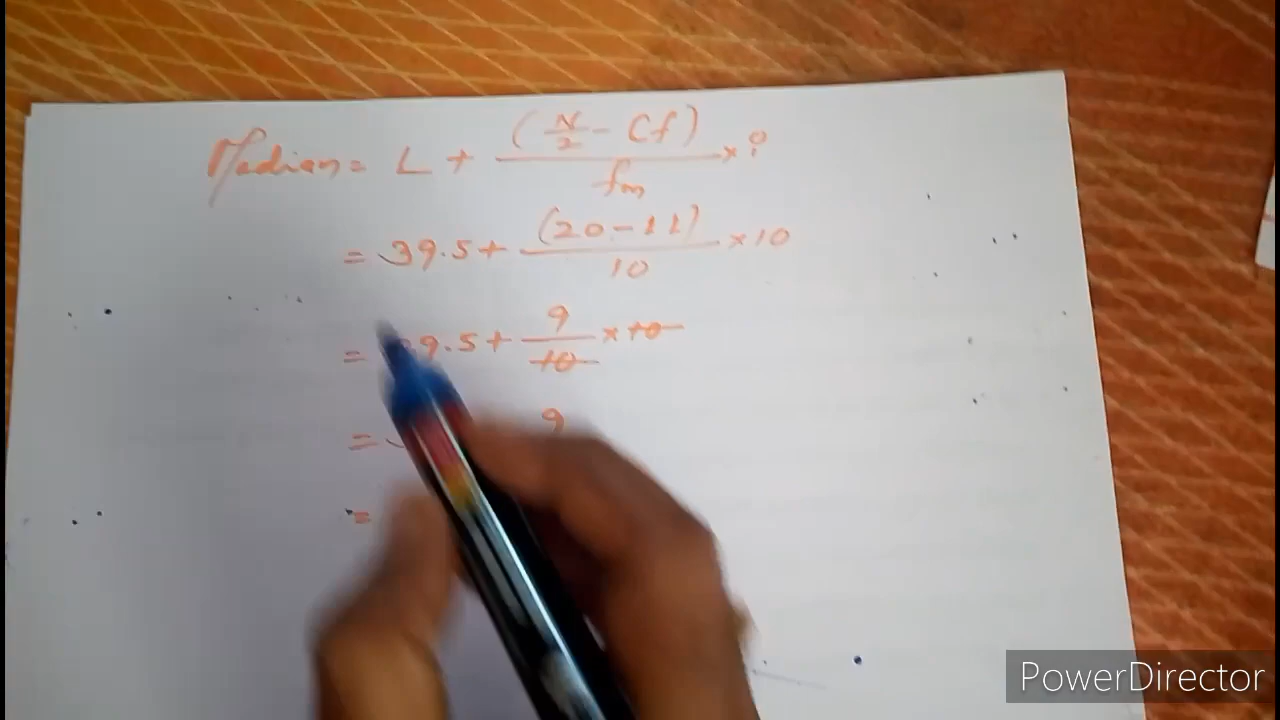 Median = L + (N/2 - Cf) / fm × i
= 39.5 + (20 - 11) / 10 × 10
= 39.5 + 9 / 10 × 10
= 9
=
PowerDirector